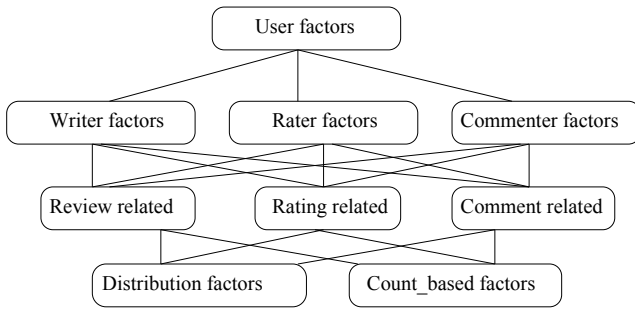 User factors
Writer factors Rater factors Commenter factors
Review related Rating related Comment related
Distribution factors Count_based factors